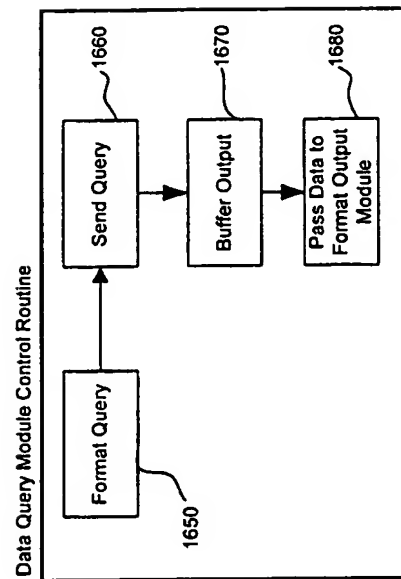 Data Query Module Control Routine
Format Query
1650
Send Query
1660
Buffer Output
1670
Pass Data to
Format Output
Module
1680